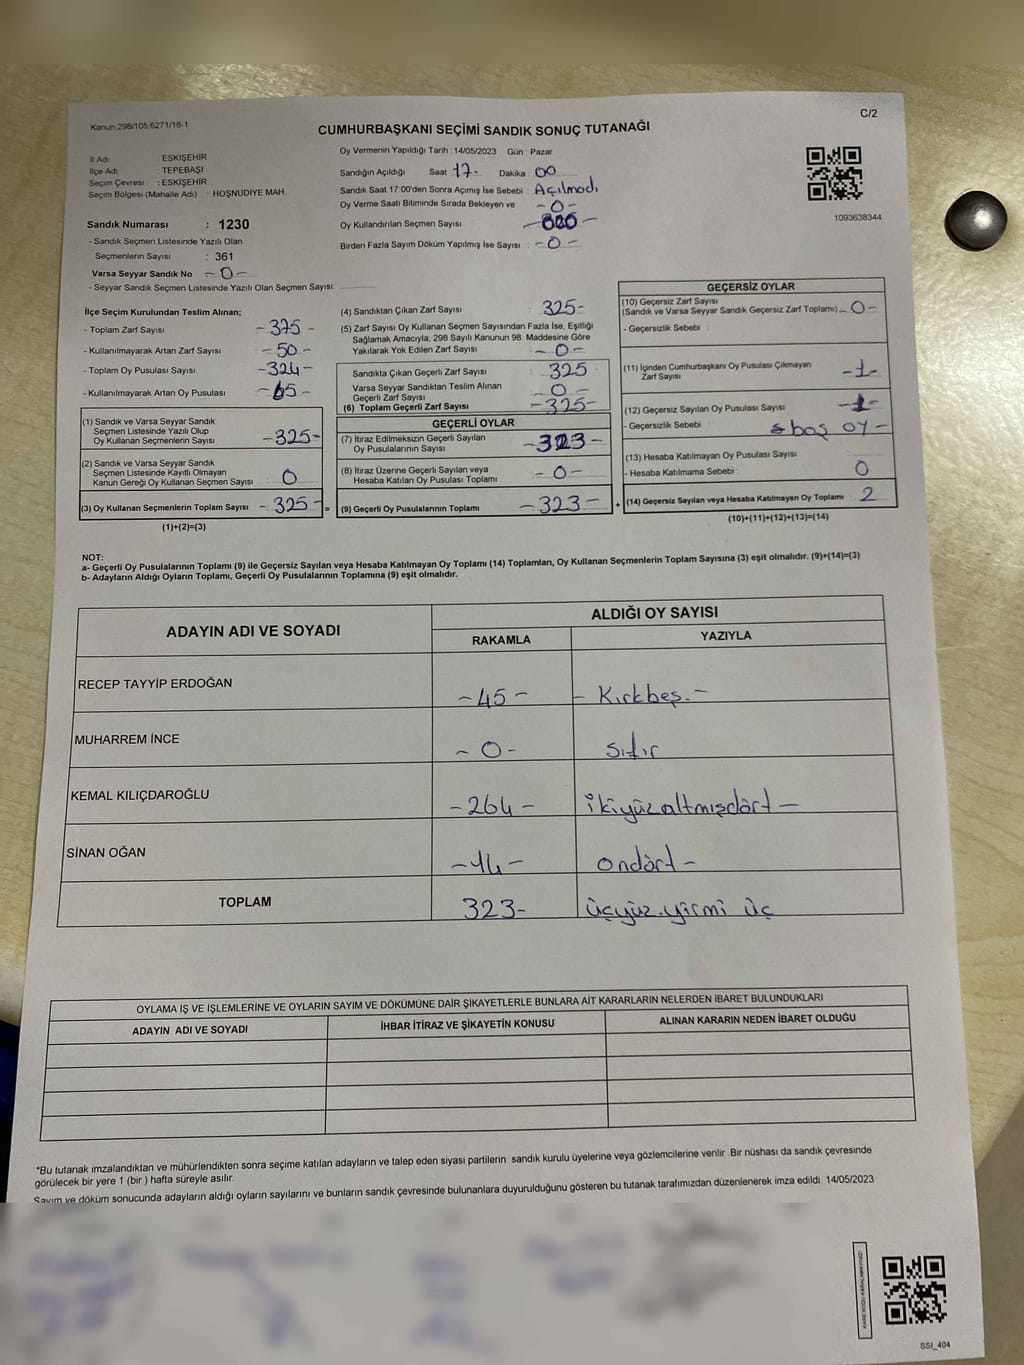 Kanun:298/105;6271/18-1
C/2
CUMHURBAŞKANI SEÇİMİ SANDIK SONUÇ TUTANAĞI
İl Adı ESKİŞEHİR
İlçe Adı : TEPEBAŞI
Seçim Çevresi : ESKİŞEHİR
Seçim Bölgesi (Mahalle Adı) : HOŞNUDİYE MAH.
Sandık Numarası : 1230
- Sandık Seçmen Listesinde Yazılı Olan
Seçmenlerin Sayısı : 361
Varsa Seyyar Sandık No - 0 -
- Seyyar Sandık Seçmen Listesinde Yazılı Olan Seçmen Sayısı:
Oy Vermenin Yapıldığı Tarih : 14/05/2023 Gün : Pazar
Sandığın Açıldığı Saat 17- Dakika 00
Sandık Saat 17:00'den Sonra Açılmış İse Sebebi : Açılmadı
Oy Verme Saati Bitiminde Sırada Bekleyen ve - 0 -
Oy Kullandırılan Seçmen Sayısı
Birden Fazla Sayım Döküm Yapılmış İse Sayısı : - 0 -
1093638344
İlçe Seçim Kurulundan Teslim Alınan;
- Toplam Zarf Sayısı - 375 -
- Kullanılmayarak Artan Zarf Sayısı - 50 -
- Toplam Oy Pusulası Sayısı -324-
- Kullanılmayarak Artan Oy Pusulası - 65 -
(1) Sandık ve Varsa Seyyar Sandık
Seçmen Listesinde Yazılı Olup
Oy Kullanan Seçmenlerin Sayısı -325-
(2) Sandık ve Varsa Seyyar Sandık
Seçmen Listesinde Kayıtlı Olmayan
Kanun Gereği Oy Kullanan Seçmen Sayısı : 0
(3) Oy Kullanan Seçmenlerin Toplam Sayısı - 325 - =
(1)+(2)=(3)
(4) Sandıktan Çıkan Zarf Sayısı : 325-
(5) Zarf Sayısı Oy Kullanan Seçmen Sayısından Fazla İse, Eşitliği
Sağlamak Amacıyla, 298 Sayılı Kanunun 98. Maddesine Göre
Yakılarak Yok Edilen Zarf Sayısı : - 0 -
Sandıkta Çıkan Geçerli Zarf Sayısı : 325
Varsa Seyyar Sandıktan Teslim Alınan
Geçerli Zarf Sayısı : 0 -
(6) Toplam Geçerli Zarf Sayısı : -325-
GEÇERLİ OYLAR
(7) İtiraz Edilmeksizin Geçerli Sayılan
Oy Pusulalarının Sayısı : -323-
(8) İtiraz Üzerine Geçerli Sayılan veya
Hesaba Katılan Oy Pusulası Toplamı : - 0 -
(9) Geçerli Oy Pusulalarının Toplamı : - 323 - +
GEÇERSİZ OYLAR
(10) Geçersiz Zarf Sayısı
(Sandık ve Varsa Seyyar Sandık Geçersiz Zarf Toplamı) - 0 -
- Geçersizlik Sebebi :
(11) İçinden Cumhurbaşkanı Oy Pusulası Çıkmayan
Zarf Sayısı : -1-
(12) Geçersiz Sayılan Oy Pusulası Sayısı : -1-
- Geçersizlik Sebebi : boş oy -
(13) Hesaba Katılmayan Oy Pusulası Sayısı :
- Hesaba Katılmama Sebebi : 0
(14) Geçersiz Sayılan veya Hesaba Katılmayan Oy Toplamı : 2
(10)+(11)+(12)+(13)=(14)
NOT:
a- Geçerli Oy Pusulalarının Toplamı (9) ile Geçersiz Sayılan veya Hesaba Katılmayan Oy Toplamı (14) Toplamları, Oy Kullanan Seçmenlerin Toplam Sayısına (3) eşit olmalıdır. (9)+(14)=(3)
b- Adayların Aldığı Oyların Toplamı, Geçerli Oy Pusulalarının Toplamına (9) eşit olmalıdır.
ADAYIN ADI VE SOYADI ALDIĞI OY SAYISI
RAKAMLA YAZIYLA
RECEP TAYYİP ERDOĞAN -45- - Kırkbeş. -
MUHARREM İNCE - 0 - sıfır
KEMAL KILIÇDAROĞLU -264- ikiyüzaltmışdört -
SİNAN OĞAN -14- ondört -
TOPLAM 323- üçyüz.yirmi üç
OYLAMA İŞ VE İŞLEMLERİNE VE OYLARIN SAYIM VE DÖKÜMÜNE DAİR ŞİKAYETLERLE BUNLARA AİT KARARLARIN NELERDEN İBARET BULUNDUKLARI
ADAYIN ADI VE SOYADI İHBAR İTİRAZ VE ŞİKAYETİN KONUSU ALINAN KARARIN NEDEN İBARET OLDUĞU
*Bu tutanak imzalandıktan ve mühürlendikten sonra seçime katılan adayların ve talep eden siyasi partilerin sandık kurulu üyelerine veya gözlemcilerine verilir. Bir nüshası da sandık çevresinde
görülecek bir yere 1 (bir ) hafta süreyle asılır.
Sayım ve döküm sonucunda adayların aldığı oyların sayılarını ve bunların sandık çevresinde bulunanlara duyurulduğunu gösteren bu tutanak tarafımızdan düzenlenerek imza edildi. 14/05/2023
SSI_404